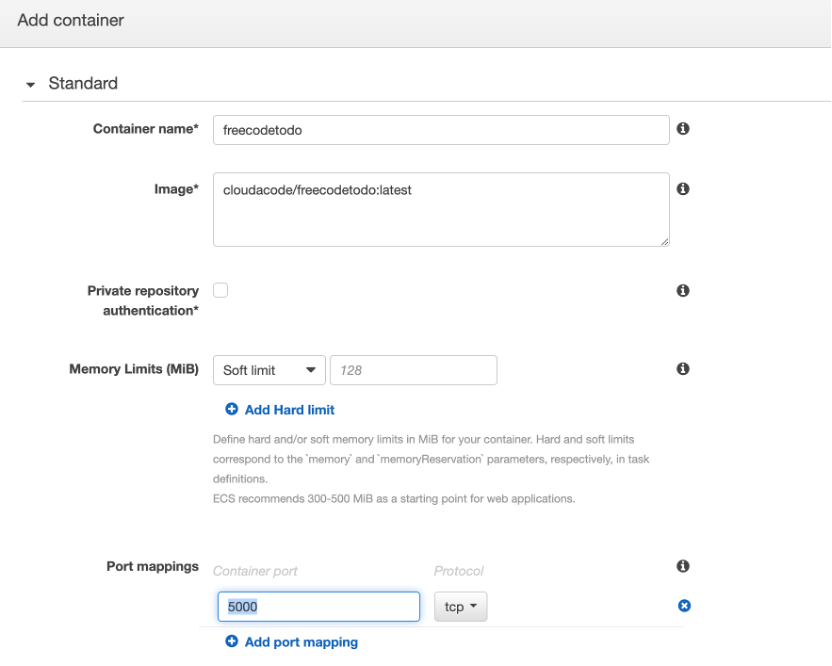 Add container
Standard
Container name*
freecodetodo
Image*
cloudacode/freecodetodo:latest
Private repository
authentication*
Memory Limits (MiB)
Soft limit
128
Add Hard limit
Define hard and/or soft memory limits in MiB for your container. Hard and soft limits
correspond to the `memory` and `memoryReservation` parameters, respectively, in task
definitions.
ECS recommends 300-500 MiB as a starting point for web applications.
Port mappings
Container port
Protocol
5000
tcp
Add port mapping